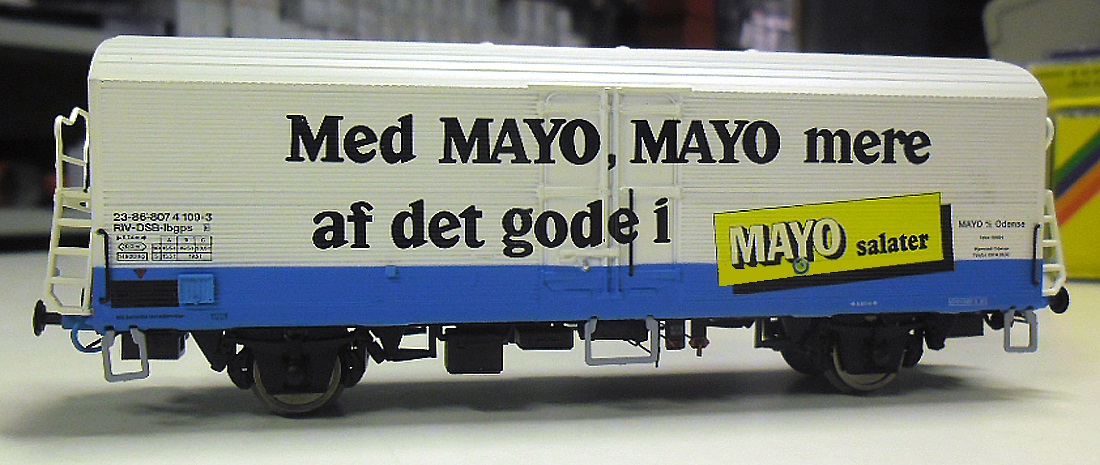 Med MAYO, MAYO mere
af det gode i
MAYO salater
23-86-807 4 109-3
RIV-DSB-Ibgps
MAYO % Odense